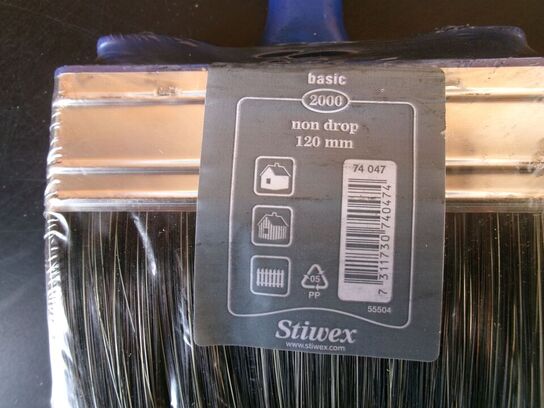 basic
2000
non drop
120 mm
74 047
7 311730 740474
05
PP
55504
Stiwex
www.stiwex.com